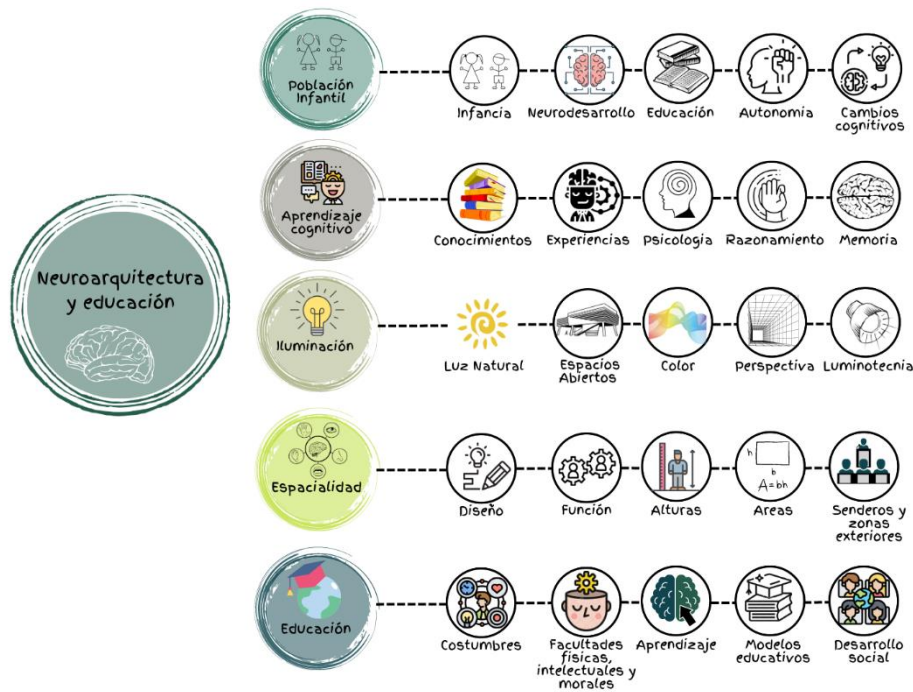 Neuroarquitectura
y educación
Población
Infantil
Infancia
Neurodesarrollo
Educación
Autonomia
Cambios
cognitivos
Aprendizaje
cognitivo
Conocimientos
Experiencias
Psicologia
Razonamiento
Memoria
Iluminación
Luz Natural
Espacios
Abiertos
Color
Perspectiva
Luminotecnia
Espacialidad
Diseño
Función
Alturas
h
b
A=bh
Areas
Senderos y
zonas
exteriores
Educación
Costumbres
Facultades
fisicas,
intelectuales y
morales
Aprendizaje
Modelos
educativos
Desarrollo
social